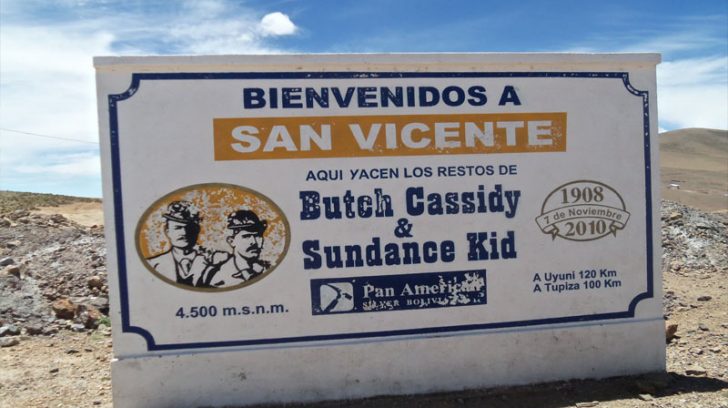 BIENVENIDOS A
SAN VICENTE
AQUI YACEN LOS RESTOS DE
Butch Cassidy
&
Sundance Kid
1908
7 de Noviembre
2010
Pan American
SILVER BOLIVIA
A Uyuni 120 Km
A Tupiza 100 Km
4.500 m.s.n.m.